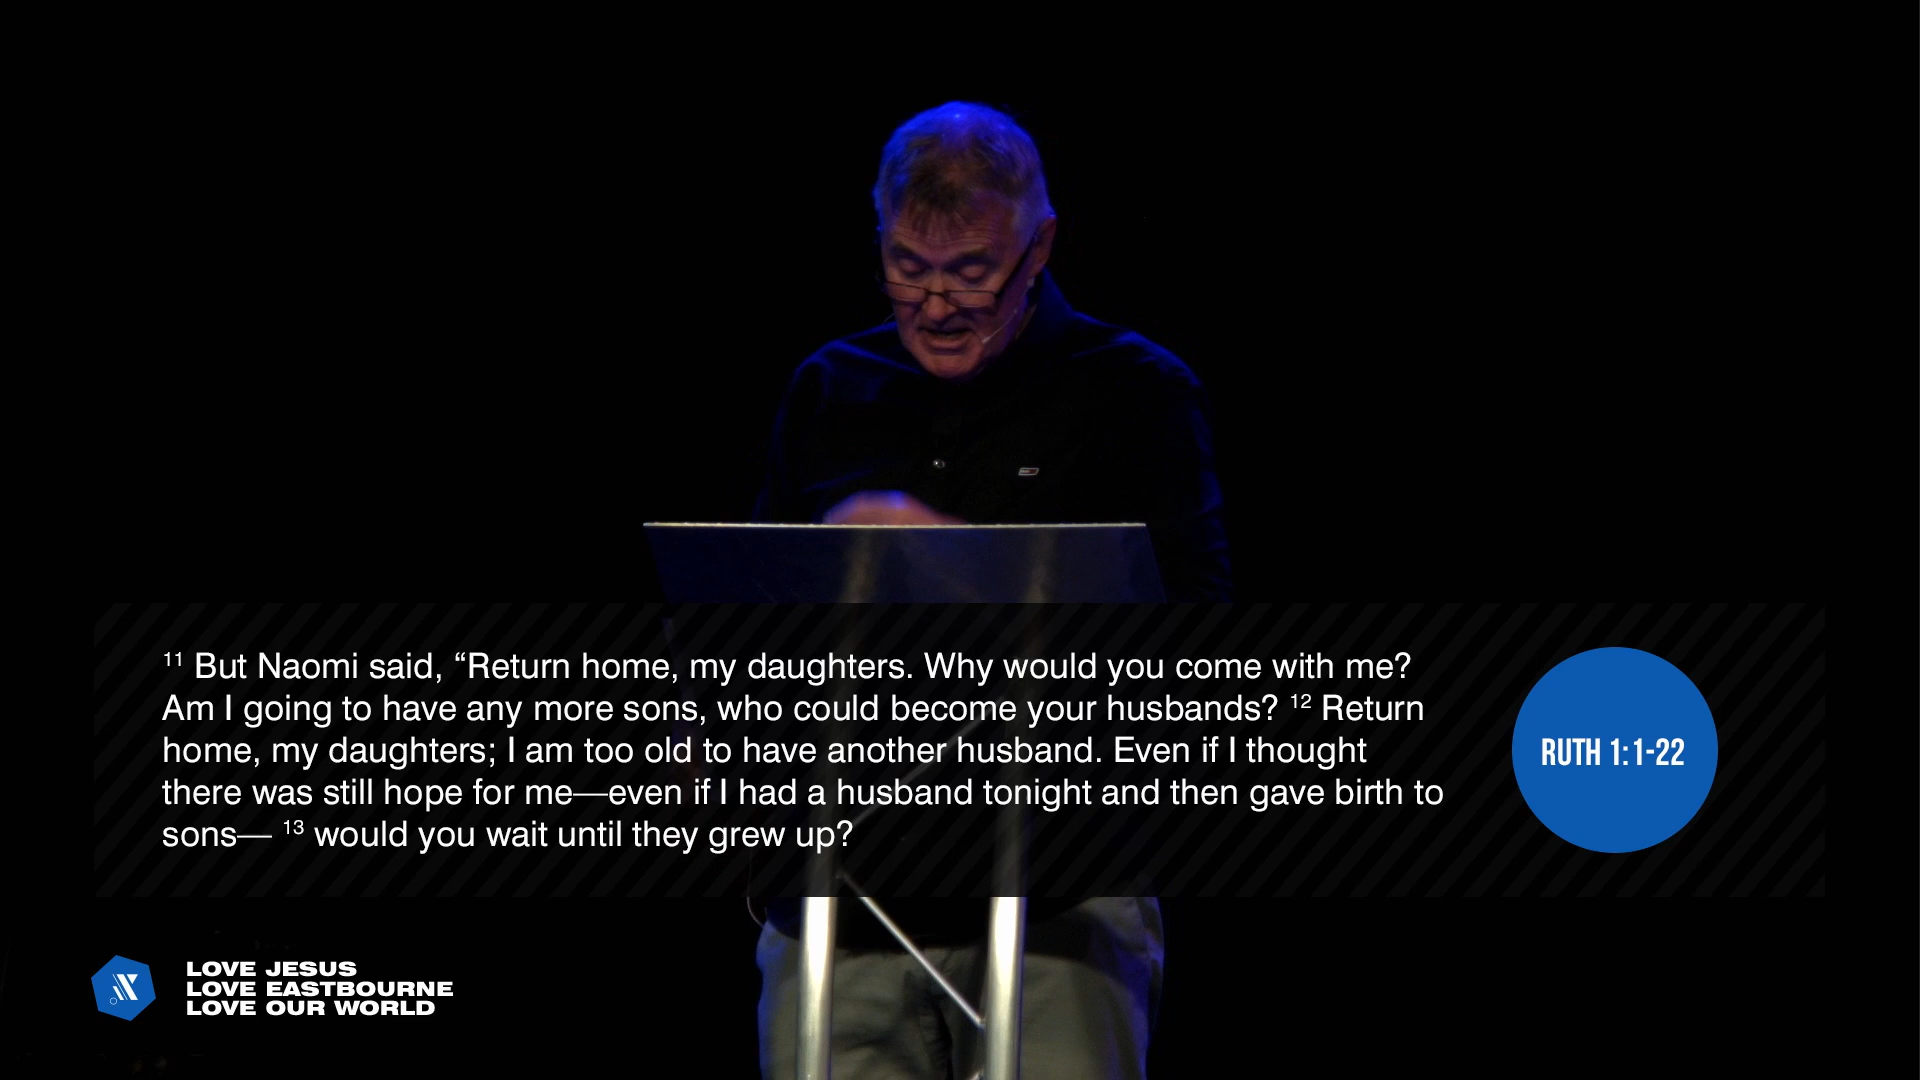 ¹¹ But Naomi said, “Return home, my daughters. Why would you come with me?
Am I going to have any more sons, who could become your husbands? ¹² Return
home, my daughters; I am too old to have another husband. Even if I thought
there was still hope for me—even if I had a husband tonight and then gave birth to
sons— ¹³ would you wait until they grew up?
RUTH 1:1-22
LOVE JESUS
LOVE EASTBOURNE
LOVE OUR WORLD